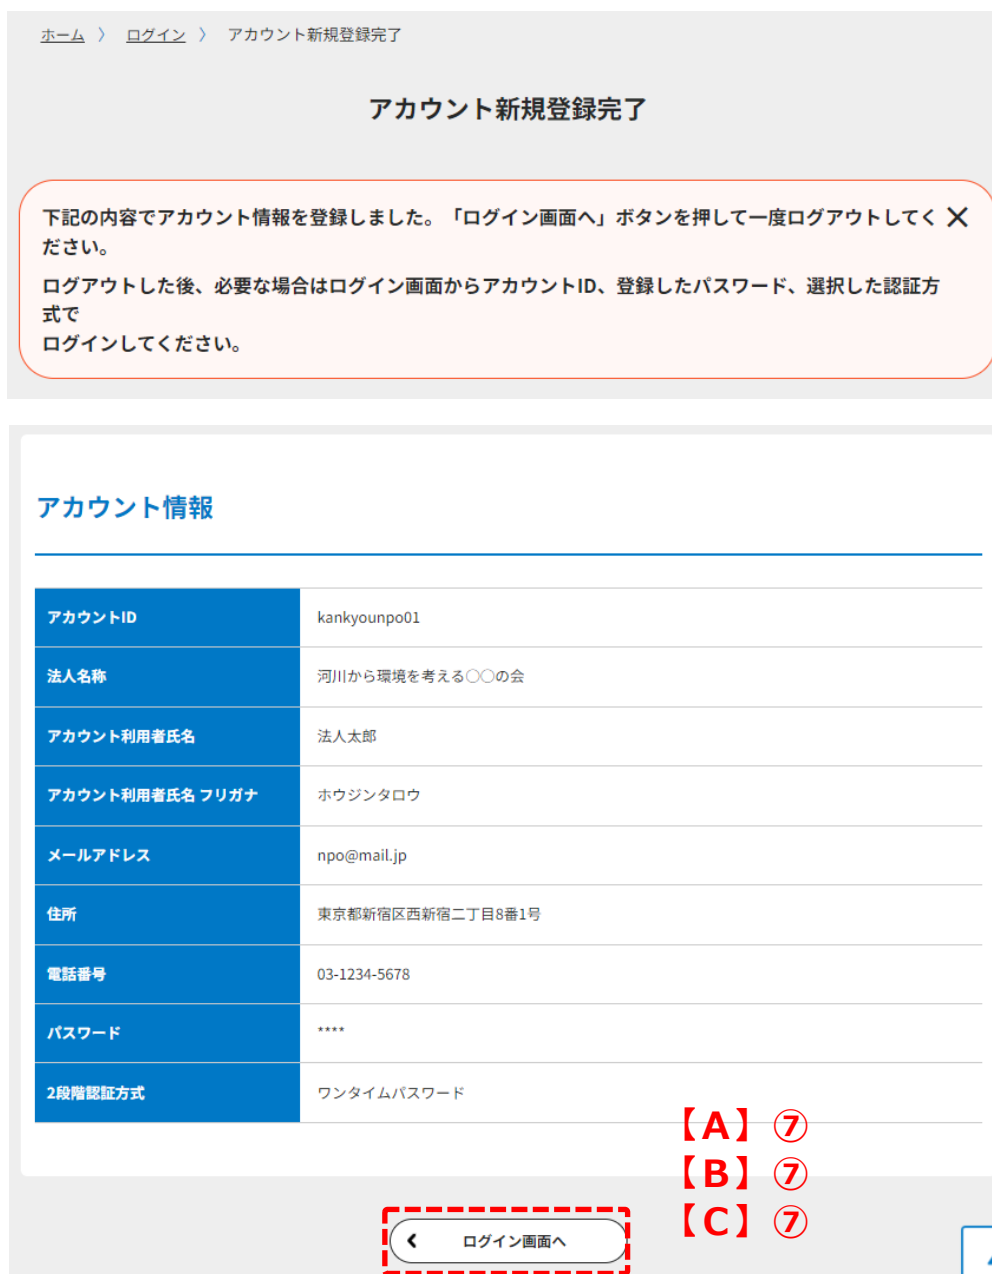 ホーム 〉 ログイン 〉 アカウント新規登録完了
アカウント新規登録完了
下記の内容でアカウント情報を登録しました。「ログイン画面へ」ボタンを押して一度ログアウトしてく
ださい。
ログアウトした後、必要な場合はログイン画面からアカウントID、登録したパスワード、選択した認証方
式で
ログインしてください。
アカウント情報
アカウントID kankyounpo01
法人名称 河川から環境を考える○○の会
アカウント利用者氏名 法人太郎
アカウント利用者氏名 フリガナ ホウジンタロウ
メールアドレス npo@mail.jp
住所 東京都新宿区西新宿二丁目8番1号
電話番号 03-1234-5678
パスワード ****
2段階認証方式 ワンタイムパスワード
【A】⑦
【B】⑦
【C】⑦
ログイン画面へ